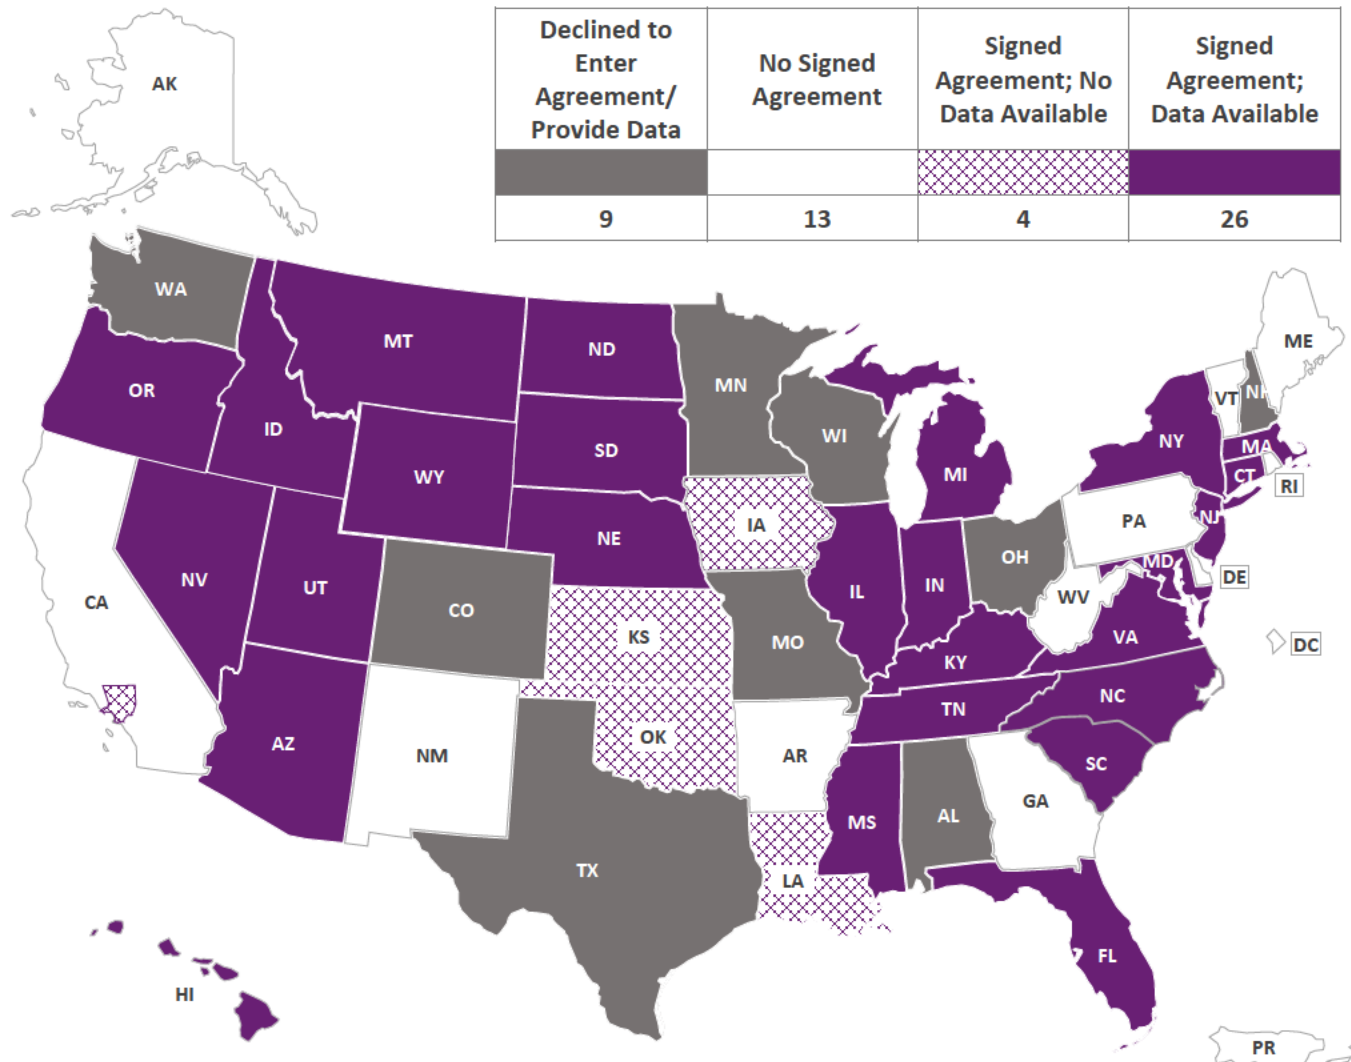 Declined to
Enter
Agreement/
Provide Data
No Signed
Agreement
Signed
Agreement; No
Data Available
Signed
Agreement;
Data Available
9
13
4
26
AK
WA
MT
ND
MN
ME
OR
ID
WY
SD
WI
MI
NY
VT
NH
MA
CT
RI
IA
NE
PA
NJ
NV
UT
CO
IL
IN
OH
MD
DE
CA
KS
MO
WV
VA
DC
KY
AZ
NM
OK
AR
TN
NC
SC
MS
AL
GA
TX
LA
FL
HI
PR